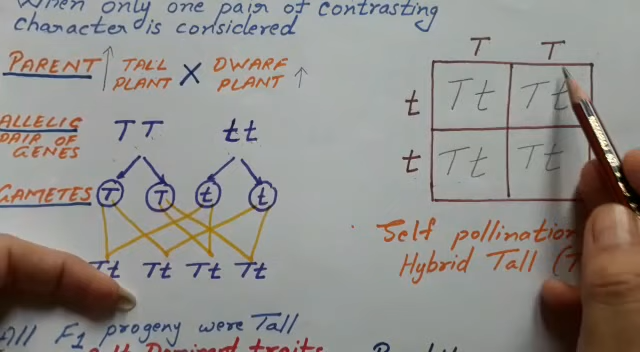 When only one pair of contrasting
character is considered
PARENT TALL PLANT X DWARF PLANT
ALLELIC PAIR OF GENES
TT tt
GAMETES T T t t
Tt Tt Tt Tt
All F1 progeny were Tall
Dominant traits
T T
t Tt Tt
t Tt Tt
Self pollination
Hybrid Tall (T